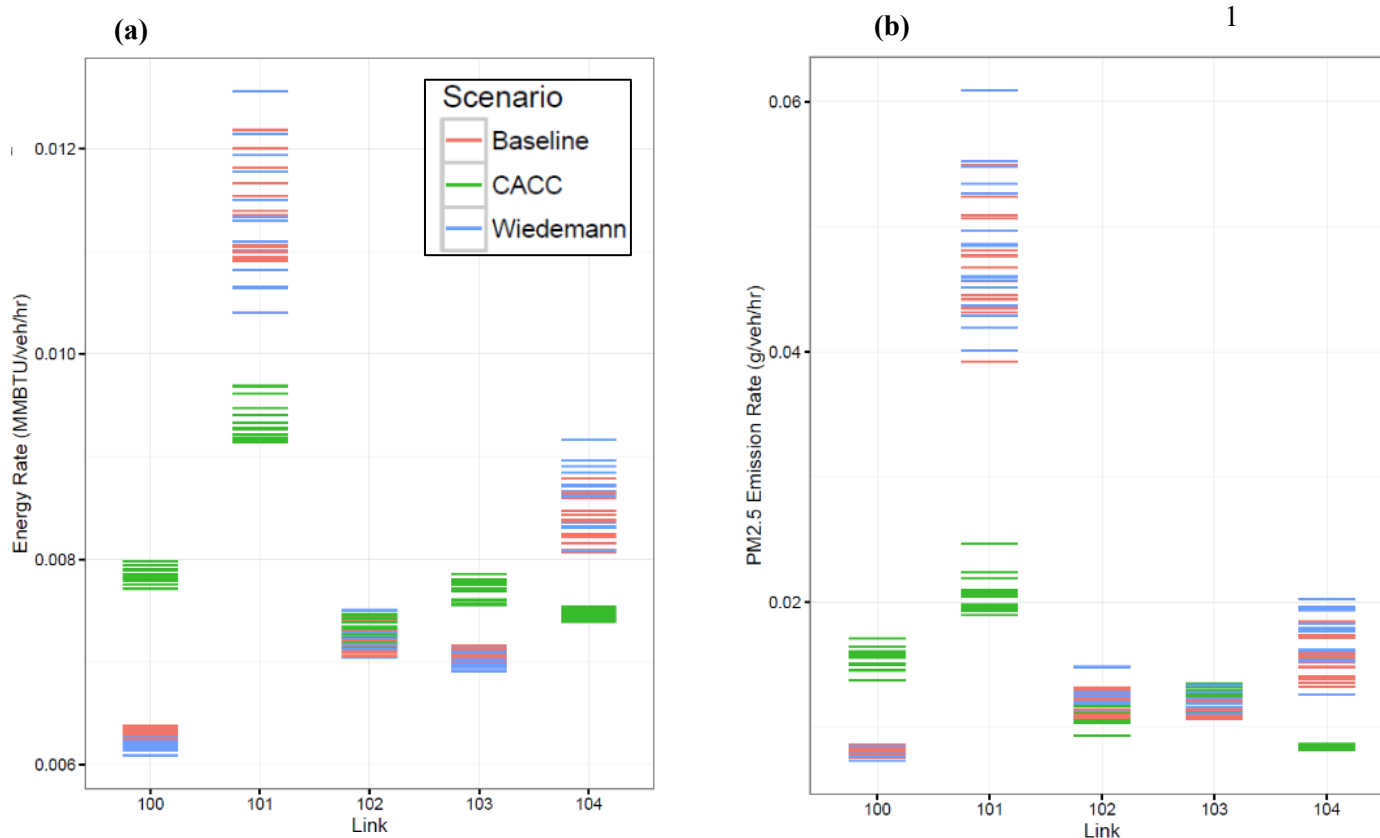 (a)
(b)
1
Energy Rate (MMBTU/veh/hr)
0.012
0.010
0.008
0.006
100 101 102 103 104
Link
Scenario
Baseline
CACC
Wiedemann
PM2.5 Emission Rate (g/veh/hr)
0.06
0.04
0.02
100 101 102 103 104
Link